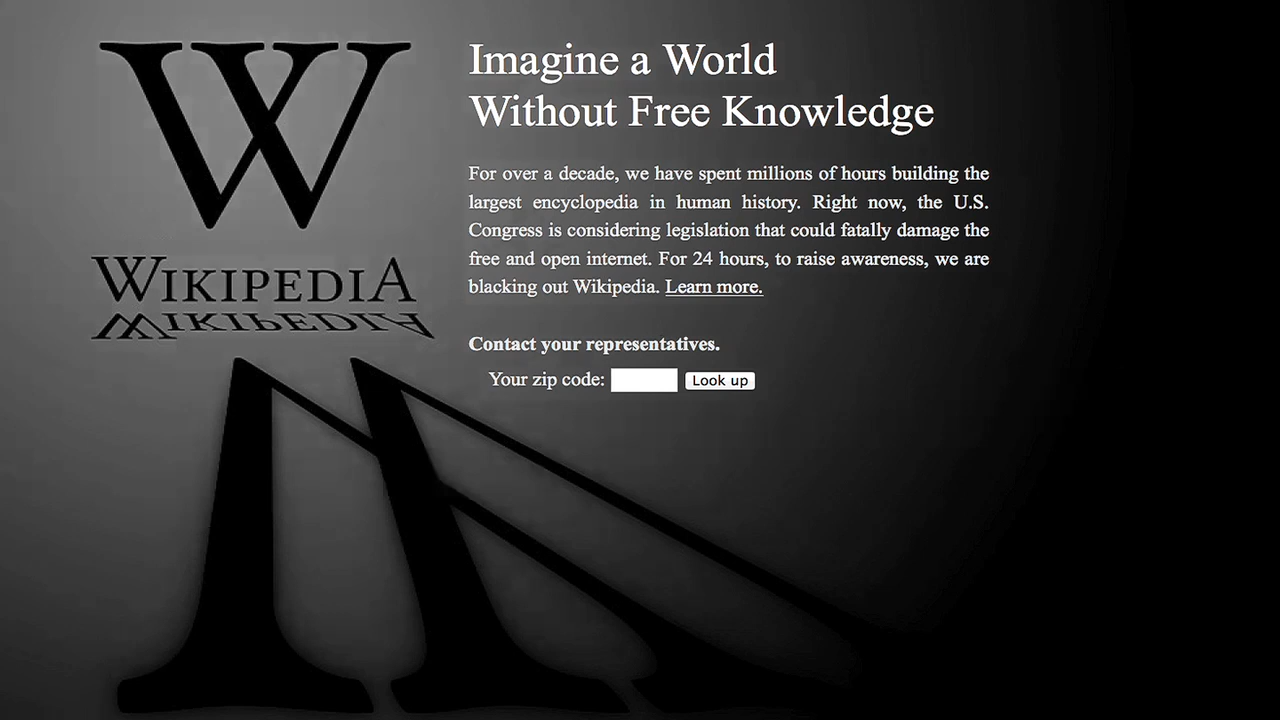 W
WIKIPEDIA
Imagine a World
Without Free Knowledge
For over a decade, we have spent millions of hours building the
largest encyclopedia in human history. Right now, the U.S.
Congress is considering legislation that could fatally damage the
free and open internet. For 24 hours, to raise awareness, we are
blacking out Wikipedia. Learn more.
Contact your representatives.
Your zip code: Look up